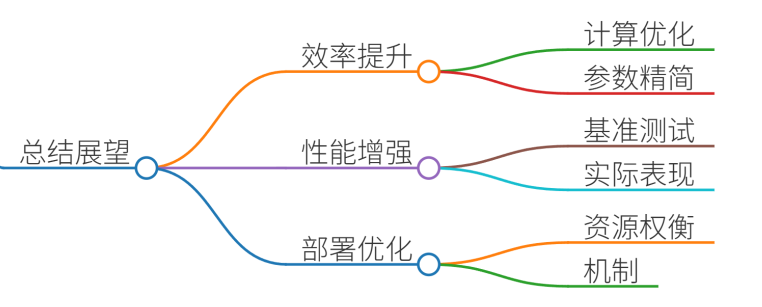 总结展望
效率提升
计算优化
参数精简
性能增强
基准测试
实际表现
部署优化
资源权衡
机制